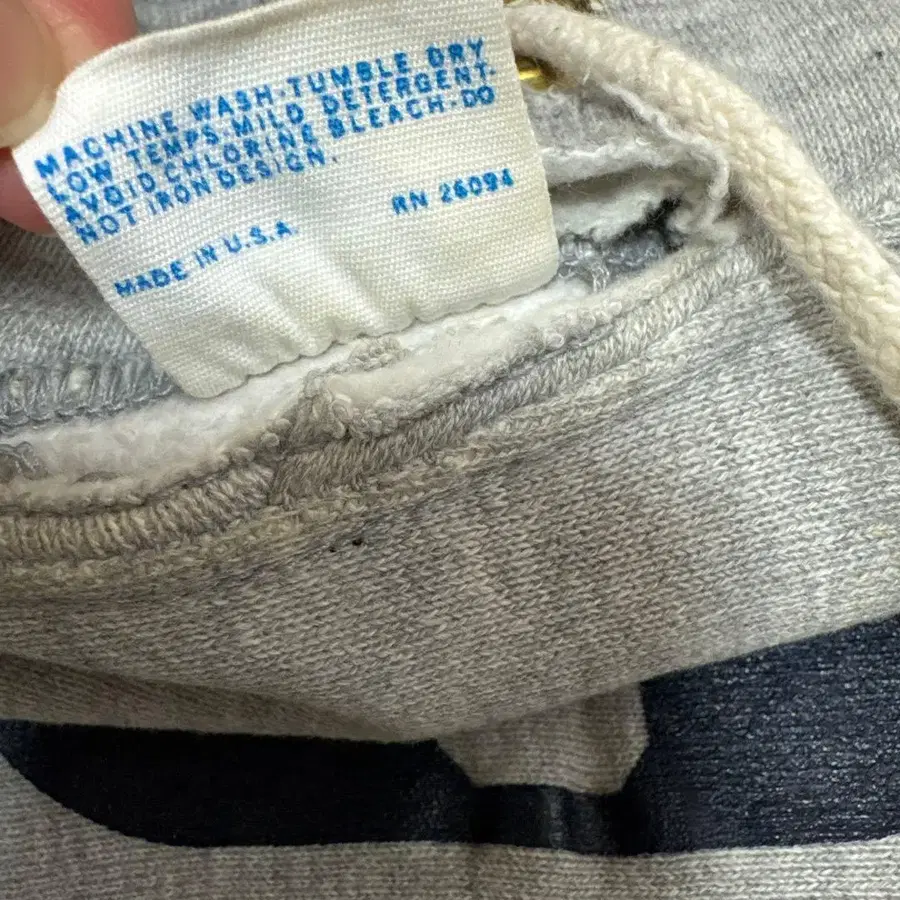 MACHINE WASH-TUMBLE DRY
LOW TEMPS-MILD DETERGENT-
AVOID CHLORINE BLEACH-DO
NOT IRON DESIGN.
RN 26094
MADE IN U.S.A.